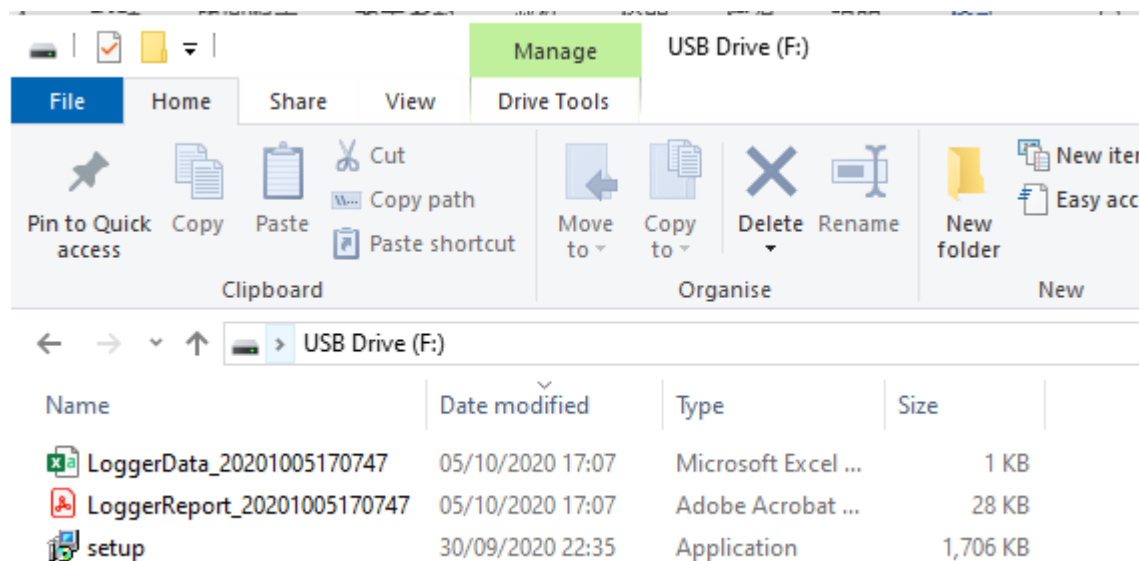 Manage USB Drive (F:)
File Home Share View Drive Tools
Pin to Quick access
Copy
Paste
Cut
Copy path
Paste shortcut
Move to
Copy to
Delete
Rename
New folder
Easy acc
Clipboard Organise New
USB Drive (F:)
Name Date modified Type Size
LoggerData_20201005170747 05/10/2020 17:07 Microsoft Excel ... 1 KB
LoggerReport_20201005170747 05/10/2020 17:07 Adobe Acrobat ... 28 KB
setup 30/09/2020 22:35 Application 1,706 KB